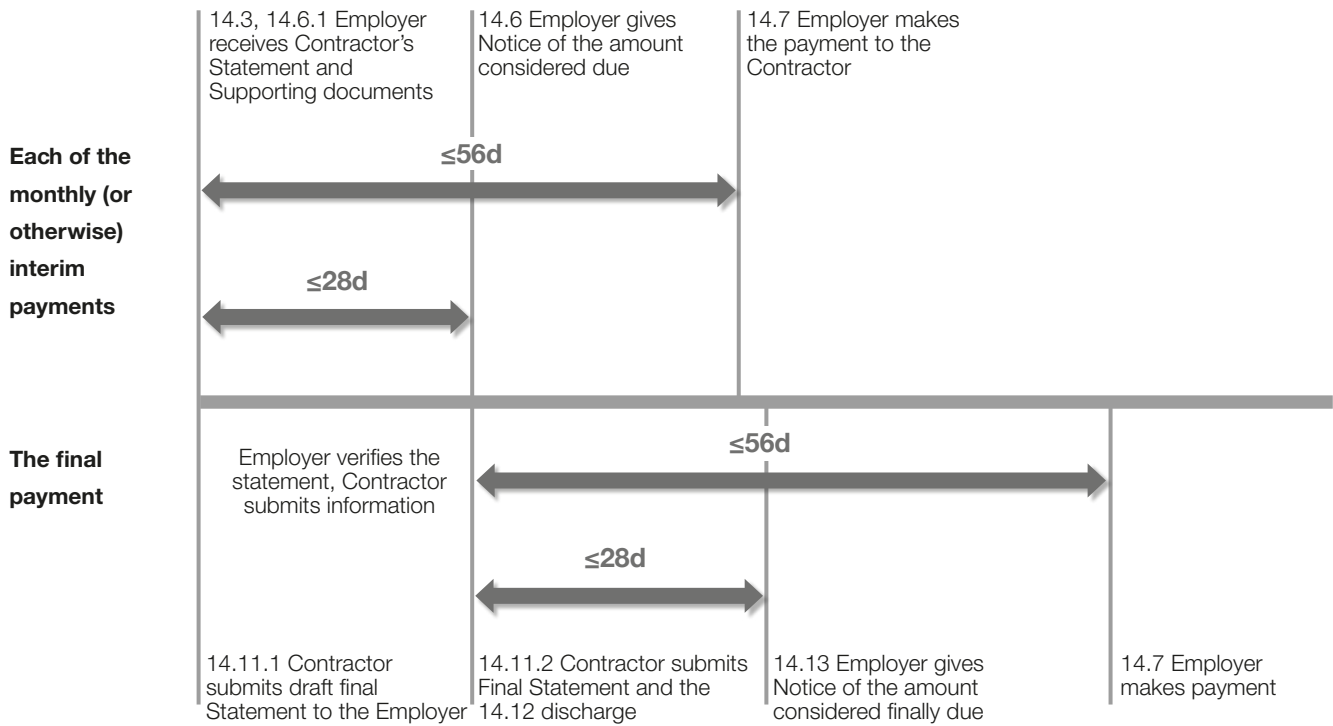 14.3, 14.6.1 Employer
receives Contractor's
Statement and
Supporting documents
14.6 Employer gives
Notice of the amount
considered due
14.7 Employer makes
the payment to the
Contractor
Each of the
monthly (or
otherwise)
interim
payments
≤56d
≤28d
The final
payment
Employer verifies the
statement, Contractor
submits information
≤56d
≤28d
14.11.1 Contractor
submits draft final
Statement to the Employer
14.11.2 Contractor submits
Final Statement and the
14.12 discharge
14.13 Employer gives
Notice of the amount
considered finally due
14.7 Employer
makes payment